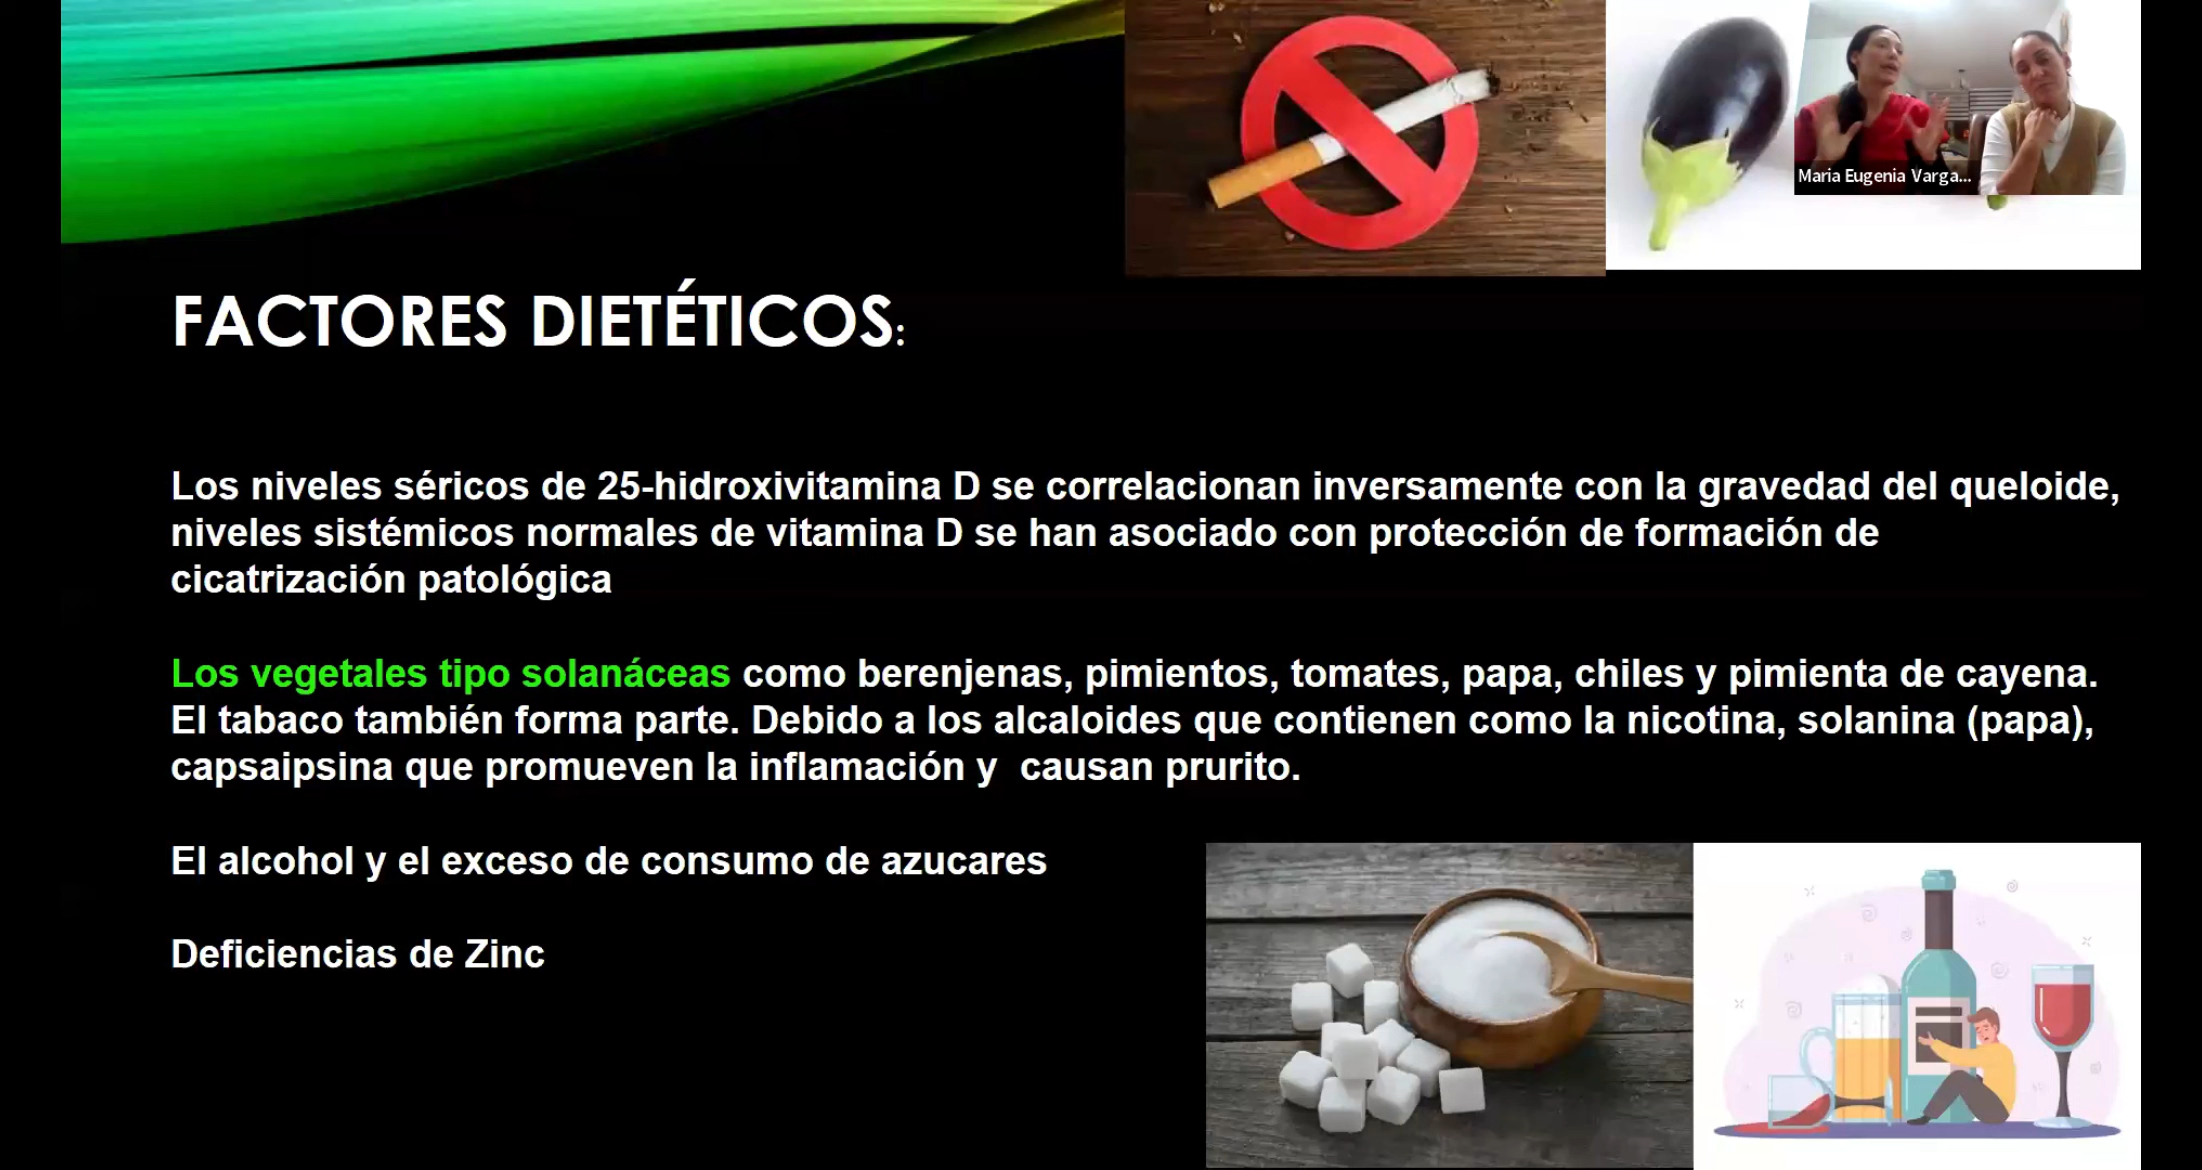 Maria Eugenia Varga...
FACTORES DIETÉTICOS:
Los niveles séricos de 25-hidroxivitamina D se correlacionan inversamente con la gravedad del queloide,
niveles sistémicos normales de vitamina D se han asociado con protección de formación de
cicatrización patológica
Los vegetales tipo solanáceas como berenjenas, pimientos, tomates, papa, chiles y pimienta de cayena.
El tabaco también forma parte. Debido a los alcaloides que contienen como la nicotina, solanina (papa),
capsaipsina que promueven la inflamación y  causan prurito.
El alcohol y el exceso de consumo de azucares
Deficiencias de Zinc